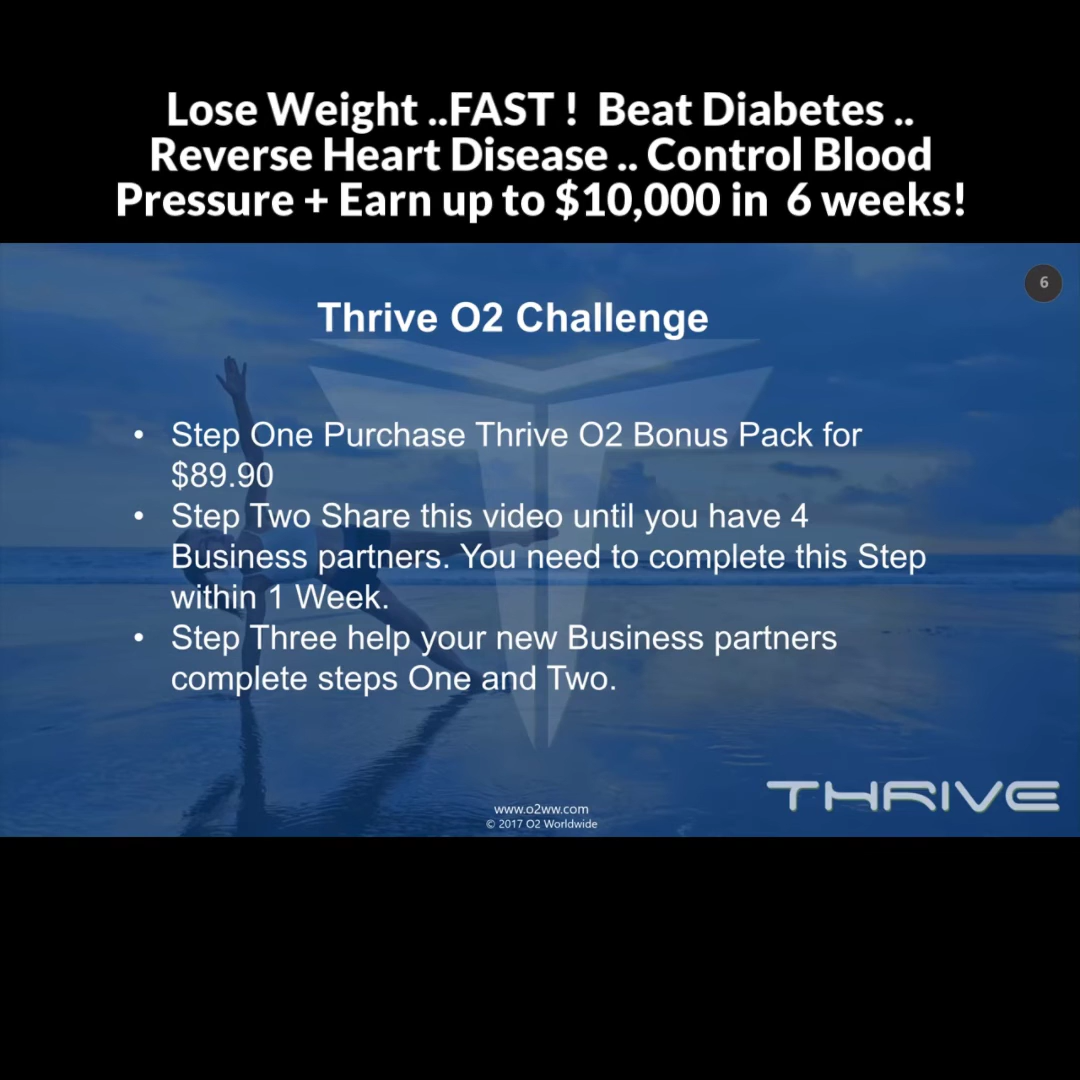 Lose Weight ..FAST ! Beat Diabetes ..
Reverse Heart Disease .. Control Blood
Pressure + Earn up to $10,000 in 6 weeks!
6
Thrive O2 Challenge
• Step One Purchase Thrive O2 Bonus Pack for
$89.90
• Step Two Share this video until you have 4
Business partners. You need to complete this Step
within 1 Week.
• Step Three help your new Business partners
complete steps One and Two.
THRIVE
www.o2ww.com
© 2017 O2 Worldwide